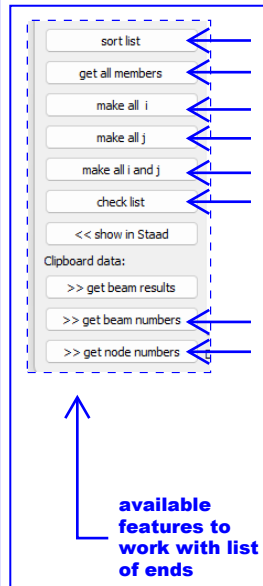 sort list
get all members
make all i
make all j
make all i and j
check list
<< show in Staad
Clipboard data:
>> get beam results
>> get beam numbers
>> get node numbers
available
features to
work with list
of ends